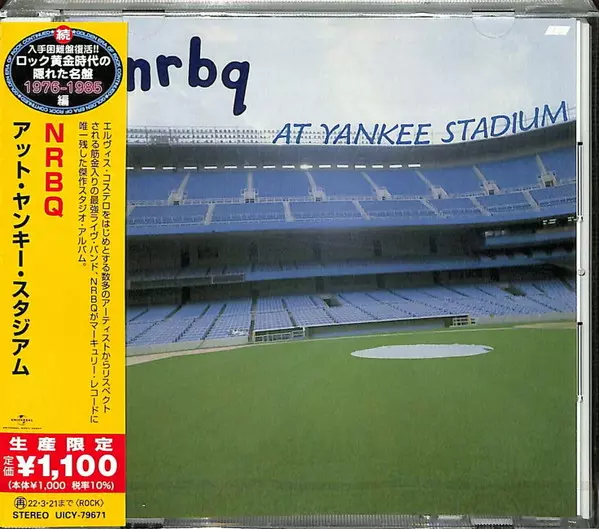 続
入手困難盤復活!!
ロック黄金時代の
隠れた名盤
1976-1985
編
NRBQ
アット・ヤンキー・スタジアム
エルヴィス・コステロをはじめとする数多のアーティストからリスペクト
される筋金入りの最強ライヴ・バンド、NRBQがマーキュリー・レコードに
唯一残した傑作スタジオ・アルバム。
UNIVERSAL
生産限定
定価 ¥1,100
(本体¥1,000 税率10%)
再 22・3・21まで〈ROCK〉
STEREO UICY-79671
nrbq
AT YANKEE STADIUM